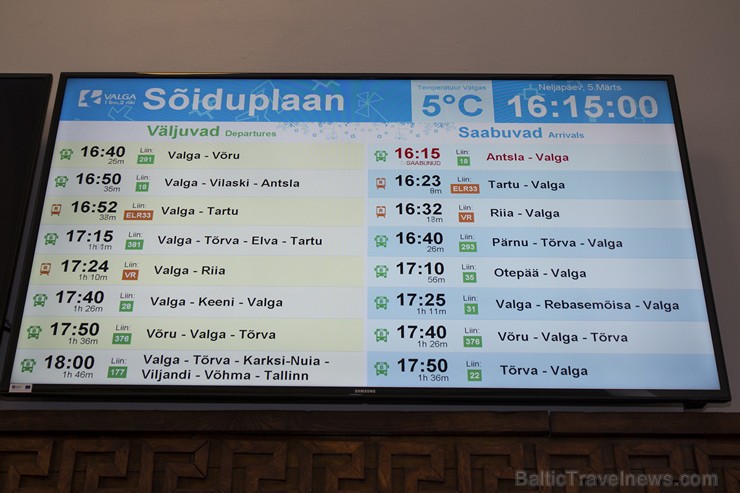 VALGA
1 linn, 2 riiki
Sõiduplaan
Temperatuur Valgas
5°C
Neljapäev, 5.Märts
16:15:00
Väljuvad Departures
16:40 25m Liin: 291 Valga - Võru
16:50 35m Liin: 18 Valga - Vilaski - Antsla
16:52 38m Liin: ELR33 Valga - Tartu
17:15 1h 1m Liin: 381 Valga - Tõrva - Elva - Tartu
17:24 1h 10m Liin: VR Valga - Riia
17:40 1h 26m Liin: 28 Valga - Keeni - Valga
17:50 1h 36m Liin: 376 Võru - Valga - Tõrva
18:00 1h 46m Liin: 177 Valga - Tõrva - Karksi-Nuia -
Viljandi - Võhma - Tallinn
Saabuvad Arrivals
16:15 SAABUNUD Liin: 18 Antsla - Valga
16:23 8m Liin: ELR33 Tartu - Valga
16:32 18m Liin: VR Riia - Valga
16:40 26m Liin: 293 Pärnu - Tõrva - Valga
17:10 56m Liin: 35 Otepää - Valga
17:25 1h 11m Liin: 31 Valga - Rebasemõisa - Valga
17:40 1h 26m Liin: 376 Võru - Valga - Tõrva
17:50 1h 36m Liin: 22 Tõrva - Valga
SAMSUNG
BalticTravelnews.com